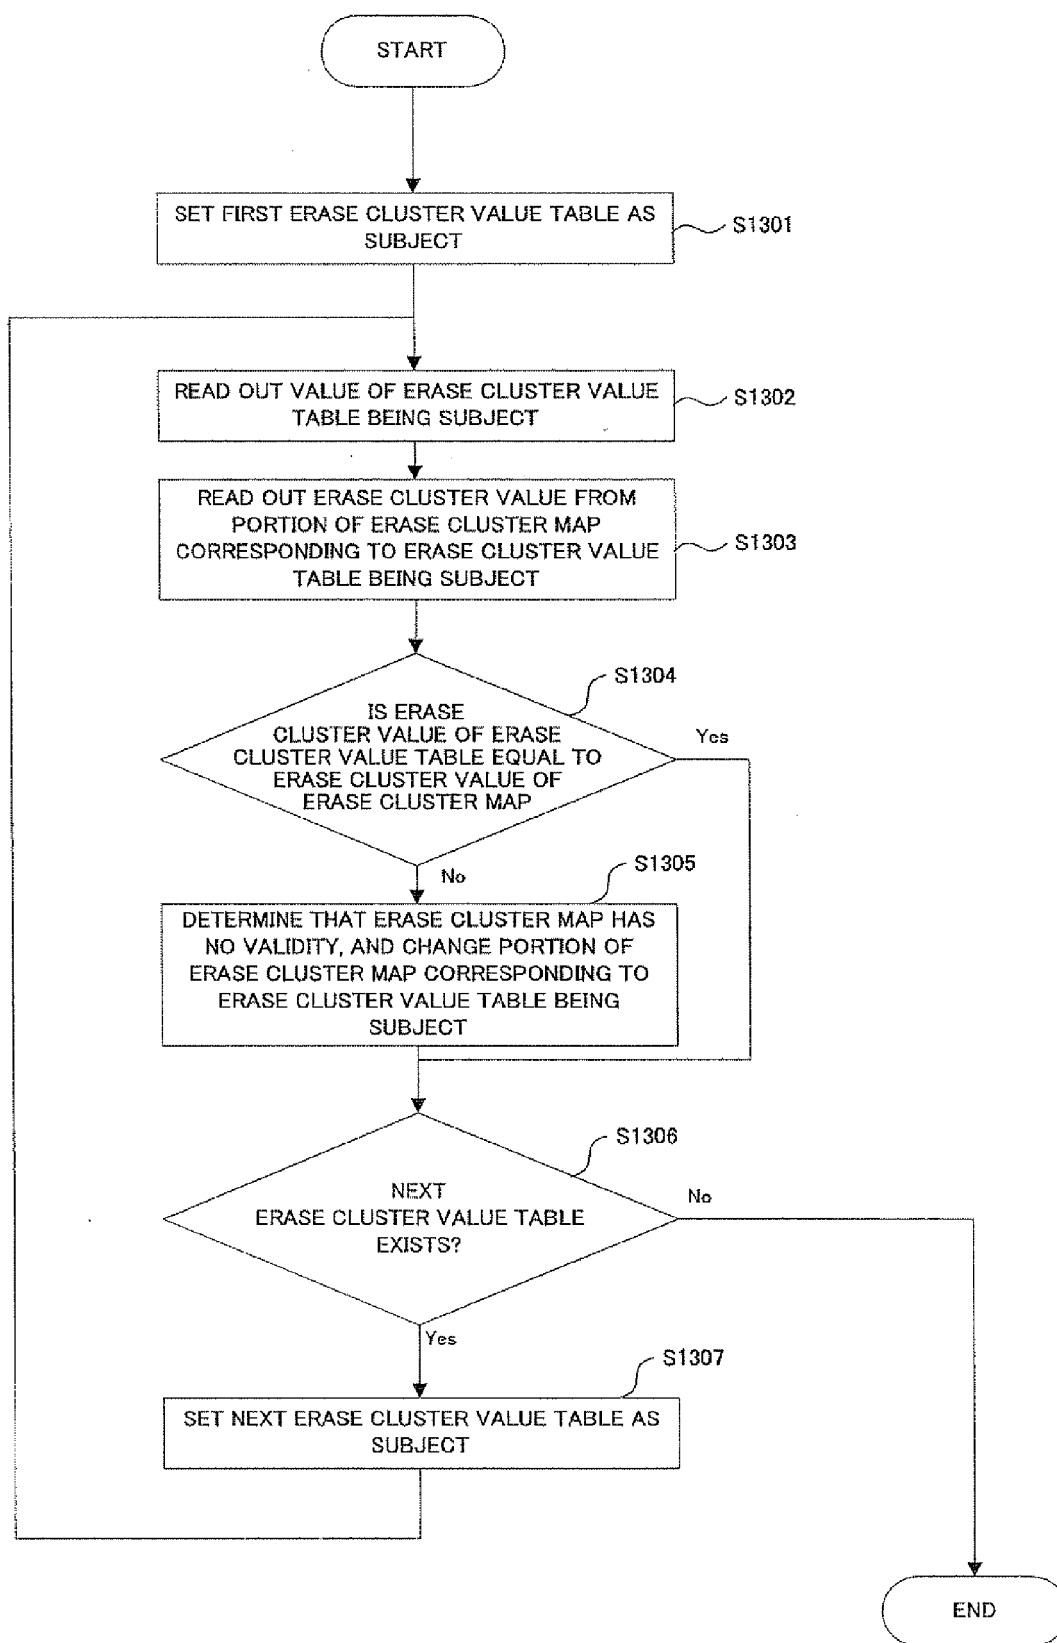 START
SET FIRST ERASE CLUSTER VALUE TABLE AS
SUBJECT
S1301
READ OUT VALUE OF ERASE CLUSTER VALUE
TABLE BEING SUBJECT
S1302
READ OUT ERASE CLUSTER VALUE FROM
PORTION OF ERASE CLUSTER MAP
CORRESPONDING TO ERASE CLUSTER VALUE
TABLE BEING SUBJECT
S1303
S1304
IS ERASE
CLUSTER VALUE OF ERASE
CLUSTER VALUE TABLE EQUAL TO
ERASE CLUSTER VALUE OF
ERASE CLUSTER MAP
Yes
No
S1305
DETERMINE THAT ERASE CLUSTER MAP HAS
NO VALIDITY, AND CHANGE PORTION OF
ERASE CLUSTER MAP CORRESPONDING TO
ERASE CLUSTER VALUE TABLE BEING
SUBJECT
S1306
NEXT
ERASE CLUSTER VALUE TABLE
EXISTS?
No
Yes
S1307
SET NEXT ERASE CLUSTER VALUE TABLE AS
SUBJECT
END